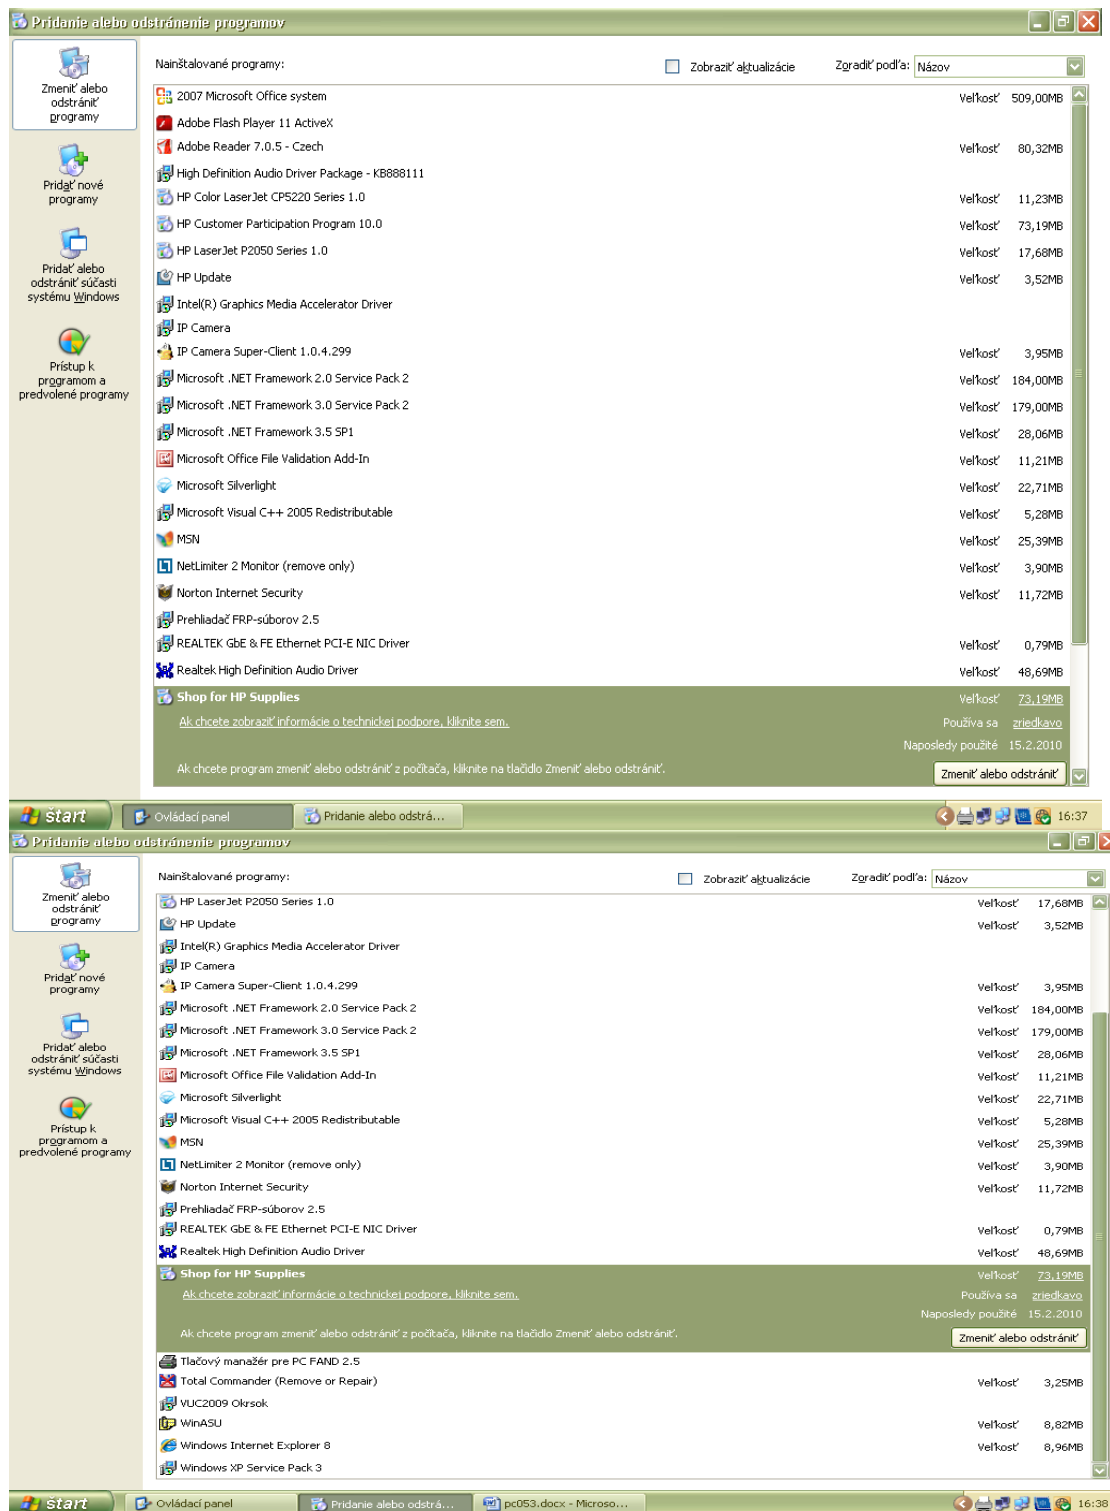 Pridanie alebo odstránenie programov
Zmeniť alebo
odstrániť
programy
Pridať nové
programy
Pridať alebo
odstrániť súčasti
systému Windows
Prístup k
programom a
predvolené programy
Nainštalované programy:
Zobraziť aktualizácie
Zoradiť podľa: Názov
2007 Microsoft Office system Veľkosť 509,00MB
Adobe Flash Player 11 ActiveX
Adobe Reader 7.0.5 - Czech Veľkosť 80,32MB
High Definition Audio Driver Package - KB888111
HP Color LaserJet CP5220 Series 1.0 Veľkosť 11,23MB
HP Customer Participation Program 10.0 Veľkosť 73,19MB
HP LaserJet P2050 Series 1.0 Veľkosť 17,68MB
HP Update Veľkosť 3,52MB
Intel(R) Graphics Media Accelerator Driver
IP Camera
IP Camera Super-Client 1.0.4.299 Veľkosť 3,95MB
Microsoft .NET Framework 2.0 Service Pack 2 Veľkosť 184,00MB
Microsoft .NET Framework 3.0 Service Pack 2 Veľkosť 179,00MB
Microsoft .NET Framework 3.5 SP1 Veľkosť 28,06MB
Microsoft Office File Validation Add-In Veľkosť 11,21MB
Microsoft Silverlight Veľkosť 22,71MB
Microsoft Visual C++ 2005 Redistributable Veľkosť 5,28MB
MSN Veľkosť 25,39MB
NetLimiter 2 Monitor (remove only) Veľkosť 3,90MB
Norton Internet Security Veľkosť 11,72MB
Prehliadač FRP-súborov 2.5
REALTEK GbE & FE Ethernet PCI-E NIC Driver Veľkosť 0,79MB
Realtek High Definition Audio Driver Veľkosť 48,69MB
Shop for HP Supplies Veľkosť 73,19MB
Ak chcete zobraziť informácie o technickej podpore, kliknite sem. Používa sa zriedkavo
Naposledy použité 15.2.2010
Ak chcete program zmeniť alebo odstrániť z počítača, kliknite na tlačidlo Zmeniť alebo odstrániť. Zmeniť alebo odstrániť
štart Ovládací panel Pridanie alebo odstrá... 16:37
Pridanie alebo odstránenie programov
Zmeniť alebo
odstrániť
programy
Pridať nové
programy
Pridať alebo
odstrániť súčasti
systému Windows
Prístup k
programom a
predvolené programy
Nainštalované programy:
Zobraziť aktualizácie
Zoradiť podľa: Názov
HP LaserJet P2050 Series 1.0 Veľkosť 17,68MB
HP Update Veľkosť 3,52MB
Intel(R) Graphics Media Accelerator Driver
IP Camera
IP Camera Super-Client 1.0.4.299 Veľkosť 3,95MB
Microsoft .NET Framework 2.0 Service Pack 2 Veľkosť 184,00MB
Microsoft .NET Framework 3.0 Service Pack 2 Veľkosť 179,00MB
Microsoft .NET Framework 3.5 SP1 Veľkosť 28,06MB
Microsoft Office File Validation Add-In Veľkosť 11,21MB
Microsoft Silverlight Veľkosť 22,71MB
Microsoft Visual C++ 2005 Redistributable Veľkosť 5,28MB
MSN Veľkosť 25,39MB
NetLimiter 2 Monitor (remove only) Veľkosť 3,90MB
Norton Internet Security Veľkosť 11,72MB
Prehliadač FRP-súborov 2.5
REALTEK GbE & FE Ethernet PCI-E NIC Driver Veľkosť 0,79MB
Realtek High Definition Audio Driver Veľkosť 48,69MB
Shop for HP Supplies Veľkosť 73,19MB
Ak chcete zobraziť informácie o technickej podpore, kliknite sem. Používa sa zriedkavo
Naposledy použité 15.2.2010
Ak chcete program zmeniť alebo odstrániť z počítača, kliknite na tlačidlo Zmeniť alebo odstrániť. Zmeniť alebo odstrániť
Tlačový manažér pre PC FAND 2.5
Total Commander (Remove or Repair) Veľkosť 3,25MB
VUC2009 Okrsok
WinASU Veľkosť 8,82MB
Windows Internet Explorer 8 Veľkosť 8,96MB
Windows XP Service Pack 3
štart Ovládací panel Pridanie alebo odstrá... pc053.docx - Microso... 16:38